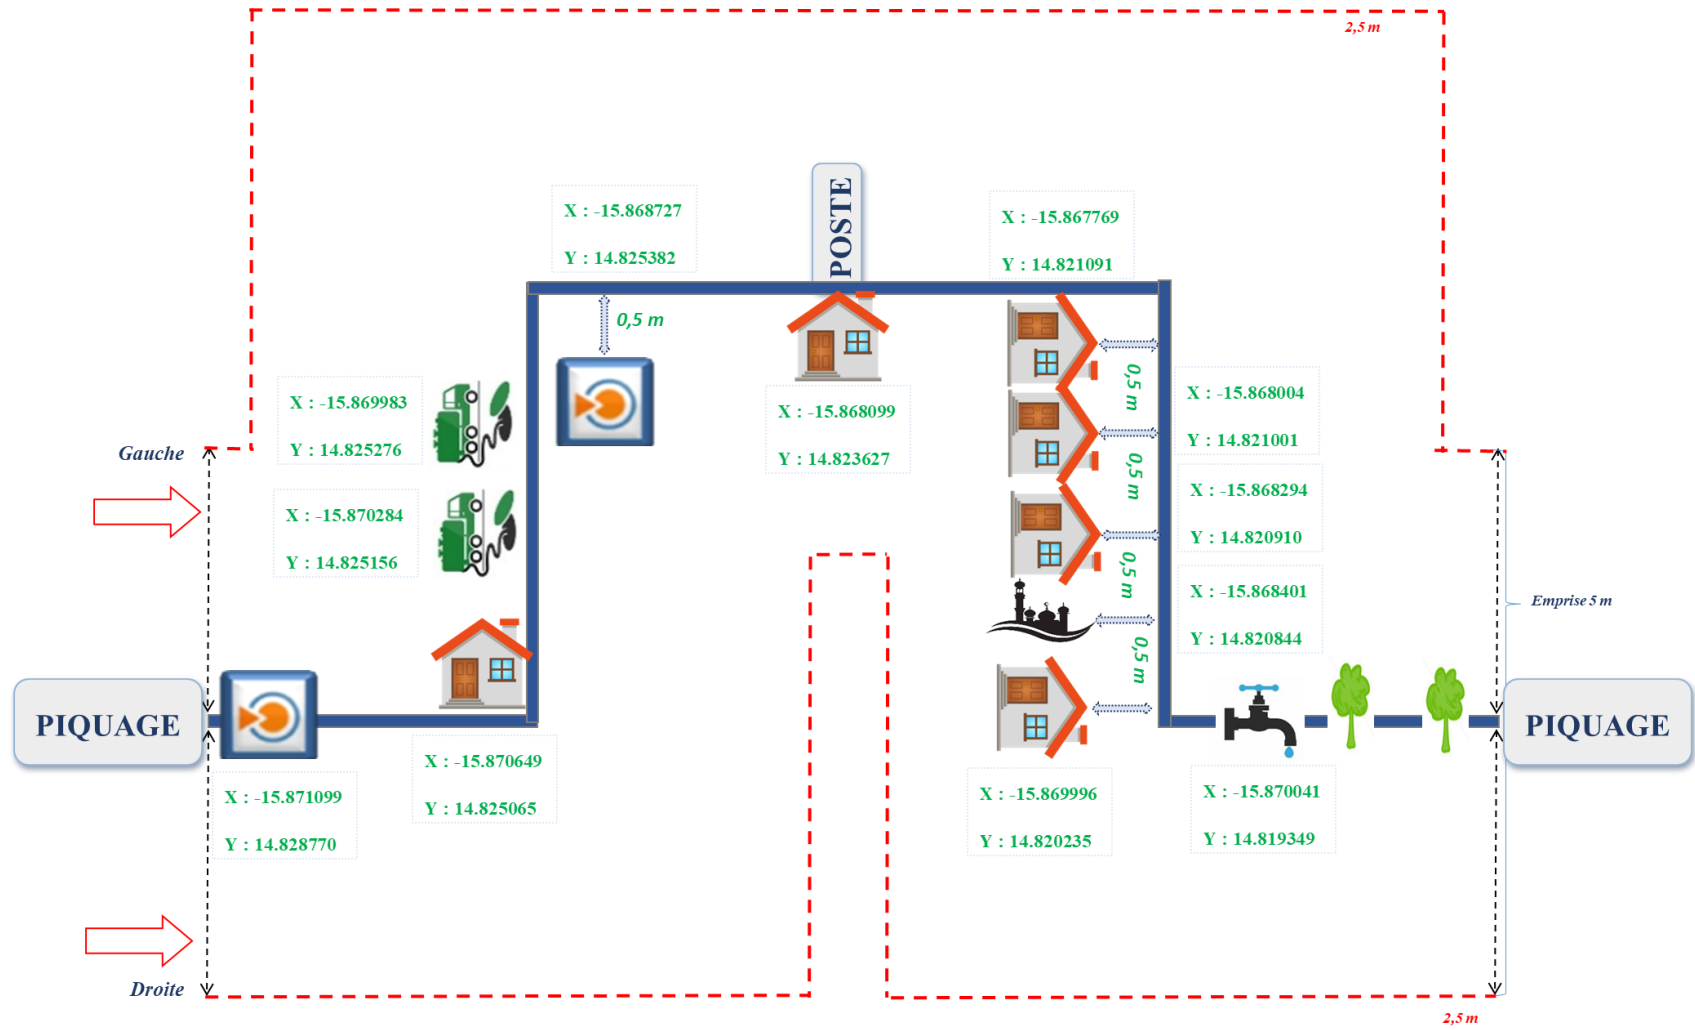 2,5 m
POSTE
X : -15.868727
Y : 14.825382
X : -15.867769
Y : 14.821091
0,5 m
X : -15.869983
Y : 14.825276
X : -15.868099
Y : 14.823627
0,5 m
X : -15.868004
Y : 14.821001
Gauche
0,5 m
X : -15.868294
Y : 14.820910
X : -15.870284
Y : 14.825156
0,5 m
X : -15.868401
Y : 14.820844
Emprise 5 m
0,5 m
PIQUAGE
PIQUAGE
X : -15.870649
Y : 14.825065
X : -15.871099
Y : 14.828770
X : -15.869996
Y : 14.820235
X : -15.870041
Y : 14.819349
Droite
2,5 m